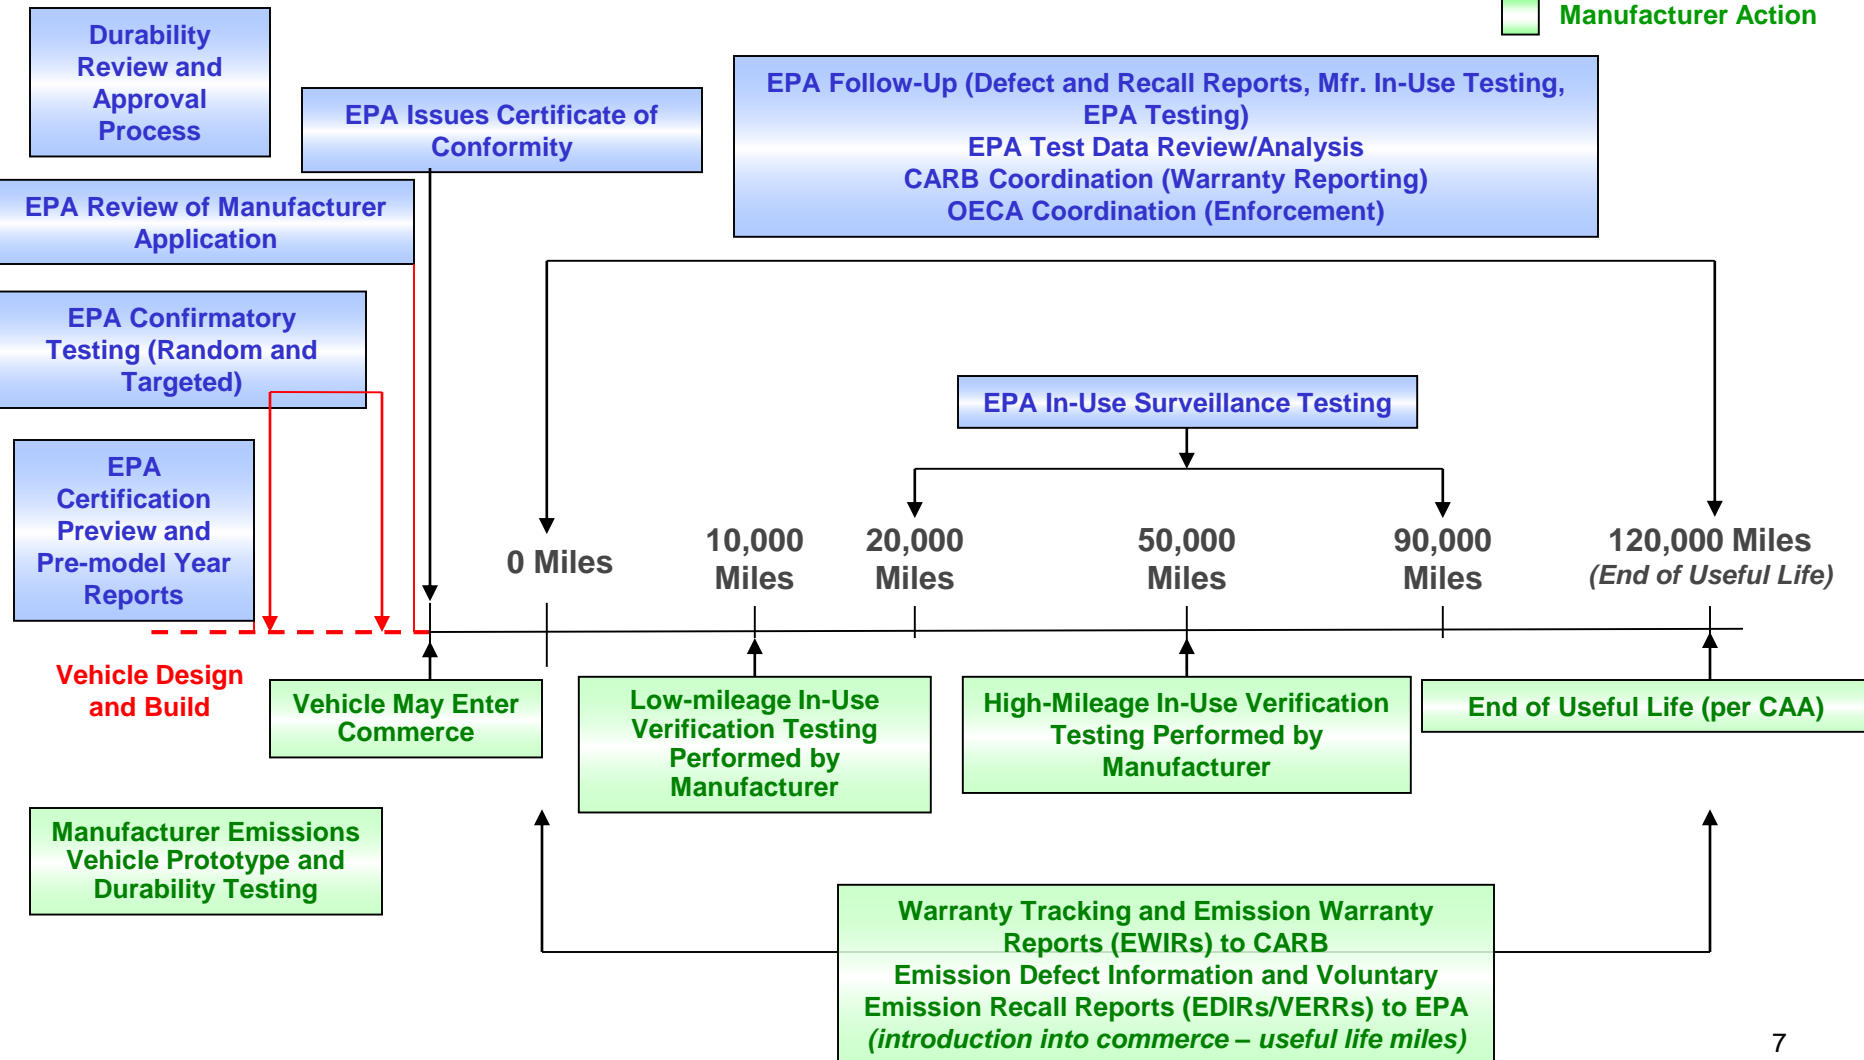 Manufacturer Action
Durability
Review and
Approval
Process
EPA Issues Certificate of
Conformity
EPA Follow-Up (Defect and Recall Reports, Mfr. In-Use Testing,
EPA Testing)
EPA Test Data Review/Analysis
CARB Coordination (Warranty Reporting)
OECA Coordination (Enforcement)
EPA Review of Manufacturer
Application
EPA Confirmatory
Testing (Random and
Targeted)
EPA In-Use Surveillance Testing
EPA
Certification
Preview and
Pre-model Year
Reports
0 Miles
10,000
Miles
20,000
Miles
50,000
Miles
90,000
Miles
120,000 Miles
(End of Useful Life)
Vehicle Design
and Build
Vehicle May Enter
Commerce
Low-mileage In-Use
Verification Testing
Performed by
Manufacturer
High-Mileage In-Use Verification
Testing Performed by
Manufacturer
End of Useful Life (per CAA)
Manufacturer Emissions
Vehicle Prototype and
Durability Testing
Warranty Tracking and Emission Warranty
Reports (EWIRs) to CARB
Emission Defect Information and Voluntary
Emission Recall Reports (EDIRs/VERRs) to EPA
(introduction into commerce – useful life miles)
7